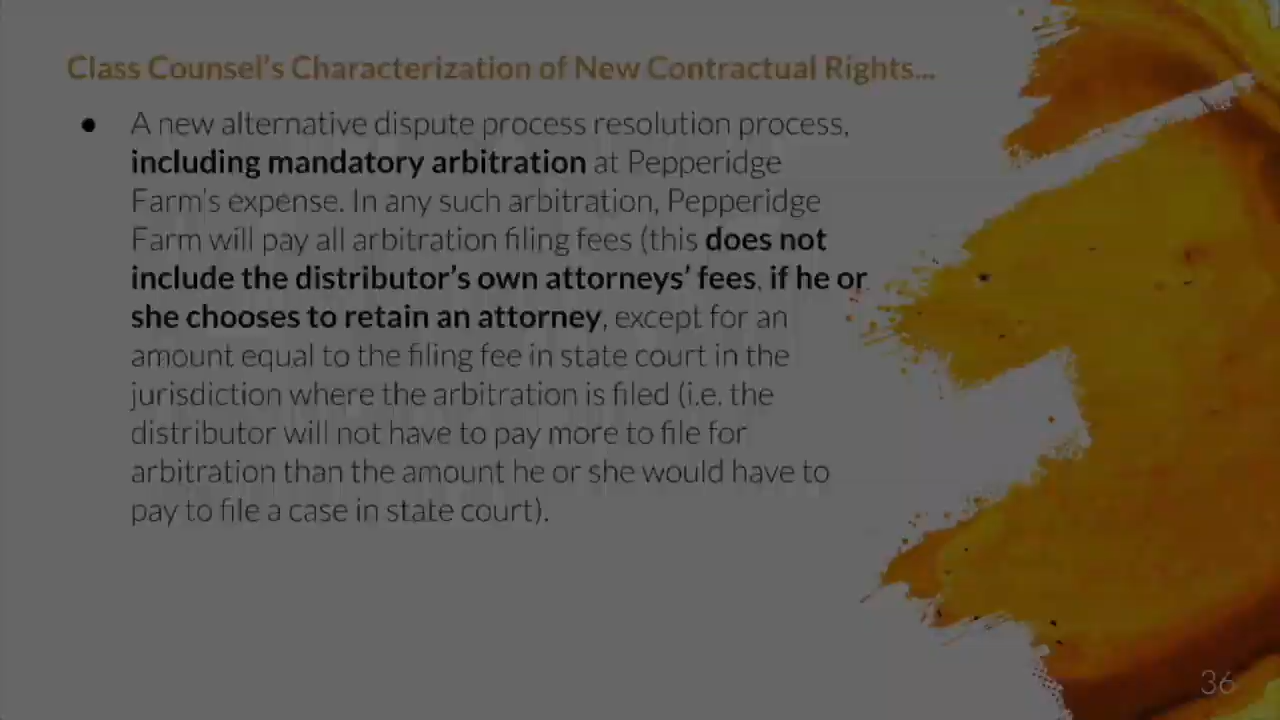 Class Counsel's Characterization of New Contractual Rights...
● A new alternative dispute process resolution process,
including mandatory arbitration at Pepperidge
Farm's expense. In any such arbitration, Pepperidge
Farm will pay all arbitration filing fees (this does not
include the distributor's own attorneys' fees, if he or
she chooses to retain an attorney, except for an
amount equal to the filing fee in state court in the
jurisdiction where the arbitration is filed (i.e. the
distributor will not have to pay more to file for
arbitration than the amount he or she would have to
pay to file a case in state court).
36